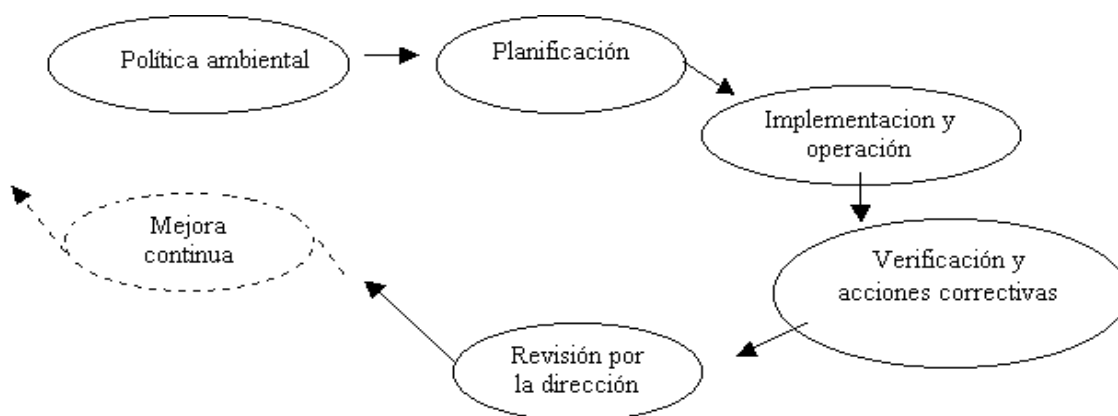 Política ambiental
Planificación
Implementacion y
operación
Verificación y
acciones correctivas
Revisión por
la dirección
Mejora
continua